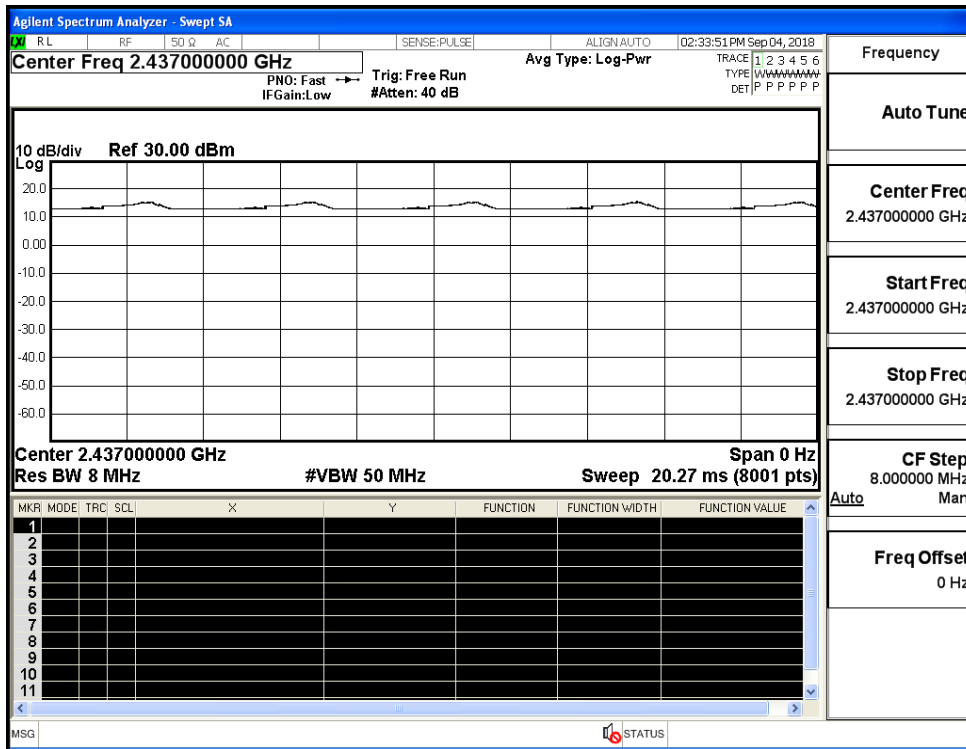 Agilent Spectrum Analyzer - Swept SA
LXI RL RF 50 Ω AC SENSE:PULSE ALIGN AUTO 02:33:51 PM Sep 04, 2018
Center Freq 2.437000000 GHz
PNO: Fast
IFGain:Low
Trig: Free Run
#Atten: 40 dB
Avg Type: Log-Pwr
TRACE 1 2 3 4 5 6
TYPE WWWWWW
DET P P P P P P
10 dB/div Ref 30.00 dBm
Log
20.0
10.0
0.00
-10.0
-20.0
-30.0
-40.0
-50.0
-60.0
Center 2.437000000 GHz Span 0 Hz
Res BW 8 MHz #VBW 50 MHz Sweep 20.27 ms (8001 pts)
MKR MODE TRC SCL X Y FUNCTION FUNCTION WIDTH FUNCTION VALUE
1
2
3
4
5
6
7
8
9
10
11
MSG STATUS
Frequency
Auto Tune
Center Freq
2.437000000 GHz
Start Freq
2.437000000 GHz
Stop Freq
2.437000000 GHz
CF Step
8.000000 MHz
Auto Man
Freq Offset
0 Hz